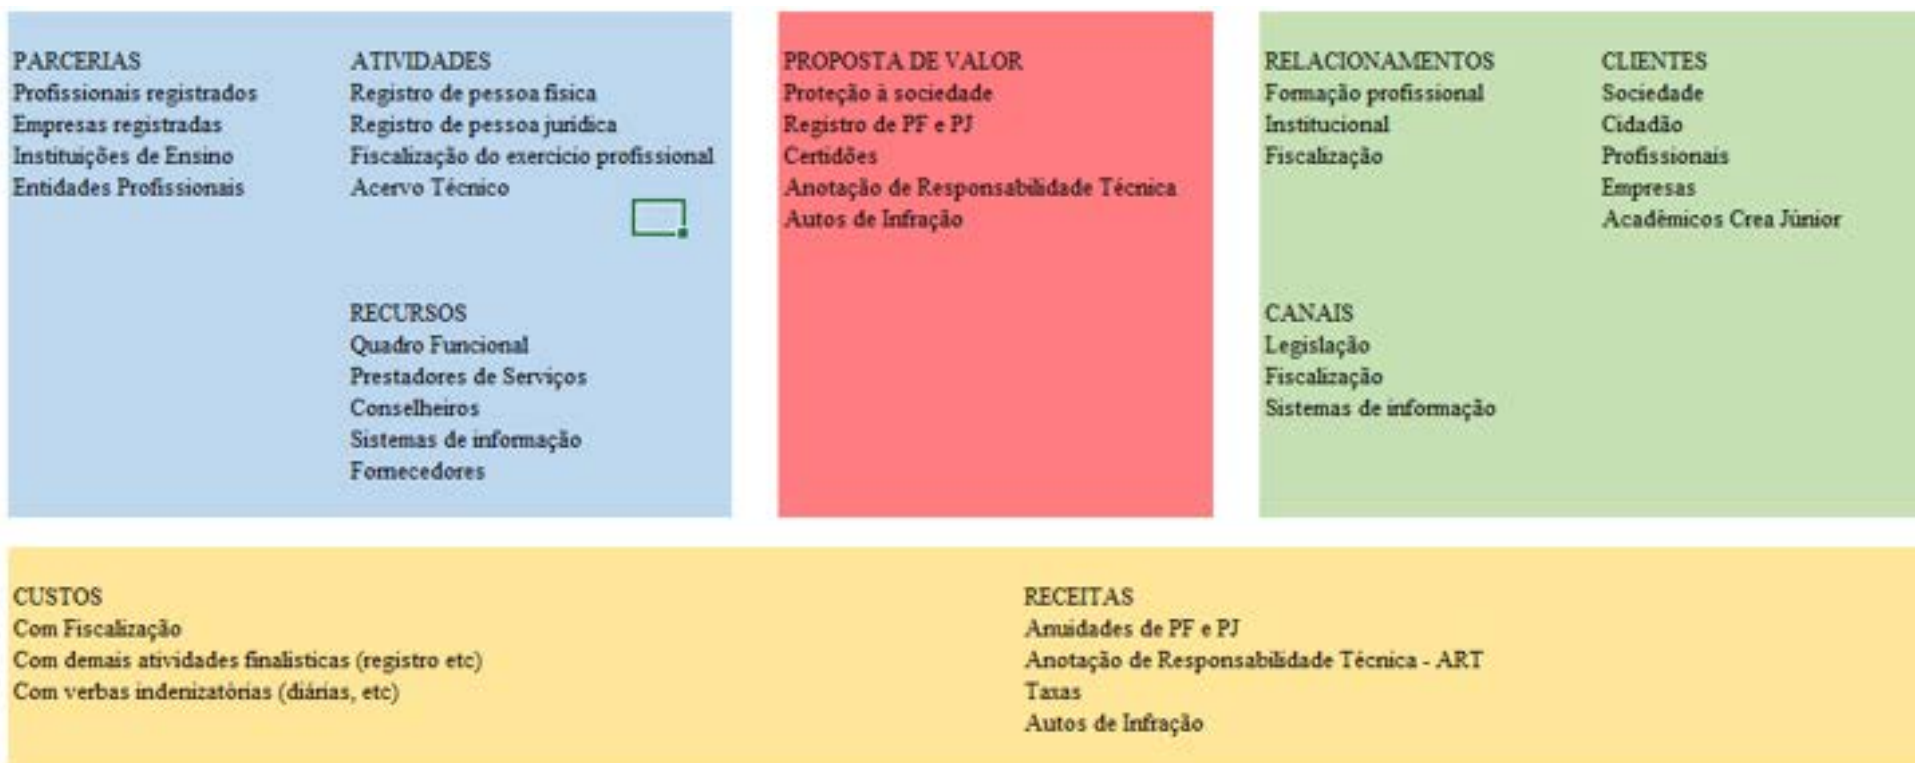 PARCERIAS
Profissionais registrados
Empresas registradas
Instituições de Ensino
Entidades Profissionais
ATIVIDADES
Registro de pessoa física
Registro de pessoa jurídica
Fiscalização do exercício profissional
Acervo Técnico
RECURSOS
Quadro Funcional
Prestadores de Serviços
Conselheiros
Sistemas de informação
Fornecedores
PROPOSTA DE VALOR
Proteção à sociedade
Registro de PF e PJ
Certidões
Anotação de Responsabilidade Técnica
Autos de Infração
RELACIONAMENTOS
Formação profissional
Institucional
Fiscalização
CLIENTES
Sociedade
Cidadão
Profissionais
Empresas
Acadêmicos Crea Júnior
CANAIS
Legislação
Fiscalização
Sistemas de informação
CUSTOS
Com Fiscalização
Com demais atividades finalisticas (registro etc)
Com verbas indenizatórias (diárias, etc)
RECEITAS
Anuidades de PF e PJ
Anotação de Responsabilidade Técnica - ART
Taxas
Autos de Infração